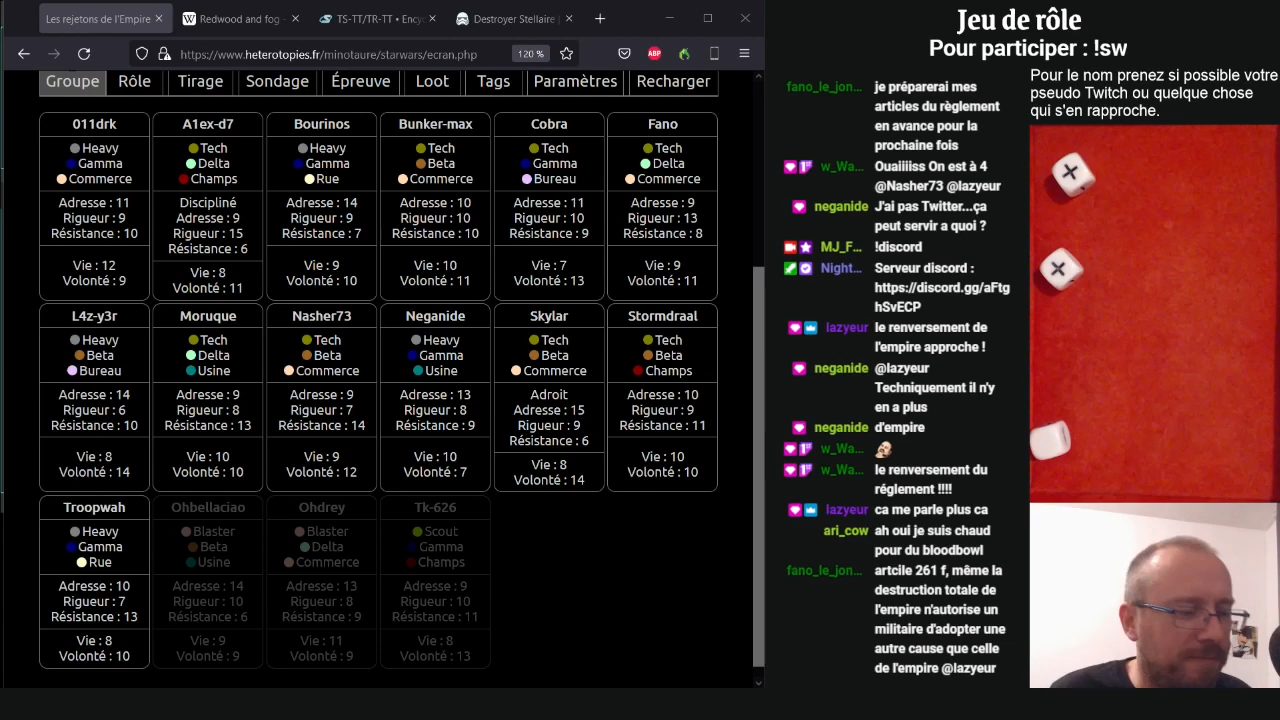 Les rejetons de l'Empire
Redwood and fog -
TS-TT/TR-TT • Ency
Destroyer Stellaire |
https://www.heterotopies.fr/minotaure/starwars/ecran.php
120 %
ABP
Groupe
Rôle
Tirage
Sondage
Épreuve
Loot
Tags
Paramètres
Recharger
011drk
Heavy
Gamma
Commerce
Adresse : 11
Rigueur : 9
Résistance : 10
Vie : 12
Volonté : 9
A1ex-d7
Tech
Delta
Champs
Discipliné
Adresse : 9
Rigueur : 15
Résistance : 6
Vie : 8
Volonté : 11
Bourinos
Heavy
Gamma
Rue
Adresse : 14
Rigueur : 9
Résistance : 7
Vie : 9
Volonté : 10
Bunker-max
Tech
Beta
Commerce
Adresse : 10
Rigueur : 10
Résistance : 10
Vie : 10
Volonté : 11
Cobra
Tech
Gamma
Bureau
Adresse : 11
Rigueur : 10
Résistance : 9
Vie : 7
Volonté : 13
Fano
Tech
Delta
Commerce
Adresse : 9
Rigueur : 13
Résistance : 8
Vie : 9
Volonté : 11
L4z-y3r
Heavy
Beta
Bureau
Adresse : 14
Rigueur : 6
Résistance : 10
Vie : 8
Volonté : 14
Moruque
Tech
Delta
Usine
Adresse : 9
Rigueur : 8
Résistance : 13
Vie : 10
Volonté : 10
Nasher73
Tech
Beta
Commerce
Adresse : 9
Rigueur : 7
Résistance : 14
Vie : 9
Volonté : 12
Neganide
Heavy
Gamma
Usine
Adresse : 13
Rigueur : 8
Résistance : 9
Vie : 10
Volonté : 7
Skylar
Tech
Beta
Commerce
Adroit
Adresse : 15
Rigueur : 9
Résistance : 6
Vie : 8
Volonté : 14
Stormdraal
Tech
Beta
Champs
Adresse : 10
Rigueur : 9
Résistance : 11
Vie : 10
Volonté : 10
Troopwah
Heavy
Gamma
Rue
Adresse : 10
Rigueur : 7
Résistance : 13
Vie : 8
Volonté : 10
Ohbellaciao
Blaster
Beta
Usine
Adresse : 14
Rigueur : 10
Résistance : 6
Vie : 9
Volonté : 9
Ohdrey
Blaster
Delta
Commerce
Adresse : 13
Rigueur : 8
Résistance : 9
Vie : 11
Volonté : 9
Tk-626
Scout
Gamma
Champs
Adresse : 9
Rigueur : 10
Résistance : 11
Vie : 8
Volonté : 13
Jeu de rôle
Pour participer : !sw
fano_le_jon... je préparerai mes
articles du règlement
en avance pour la
prochaine fois
w_Wa... Ouaiiiiss On est à 4
@Nasher73 @lazyeur
neganide J'ai pas Twitter...ça
peut servir a quoi ?
MJ_F... !discord
Night... Serveur discord :
https://discord.gg/aFtg
hSvECP
lazyeur le renversement de
l'empire approche !
neganide @lazyeur
Techniquement il n'y
en a plus
neganide d'empire
w_Wa...
w_Wa... le renversement du
réglement !!!!
lazyeur ca me parle plus ca
ari_cow ah oui je suis chaud
pour du bloodbowl
fano_le_jon... artcile 261 f, même la
destruction totale de
l'empire n'autorise un
militaire d'adopter une
autre cause que celle
de l'empire @lazyeur
Pour le nom prenez si possible votre
pseudo Twitch ou quelque chose
qui s'en rapproche.